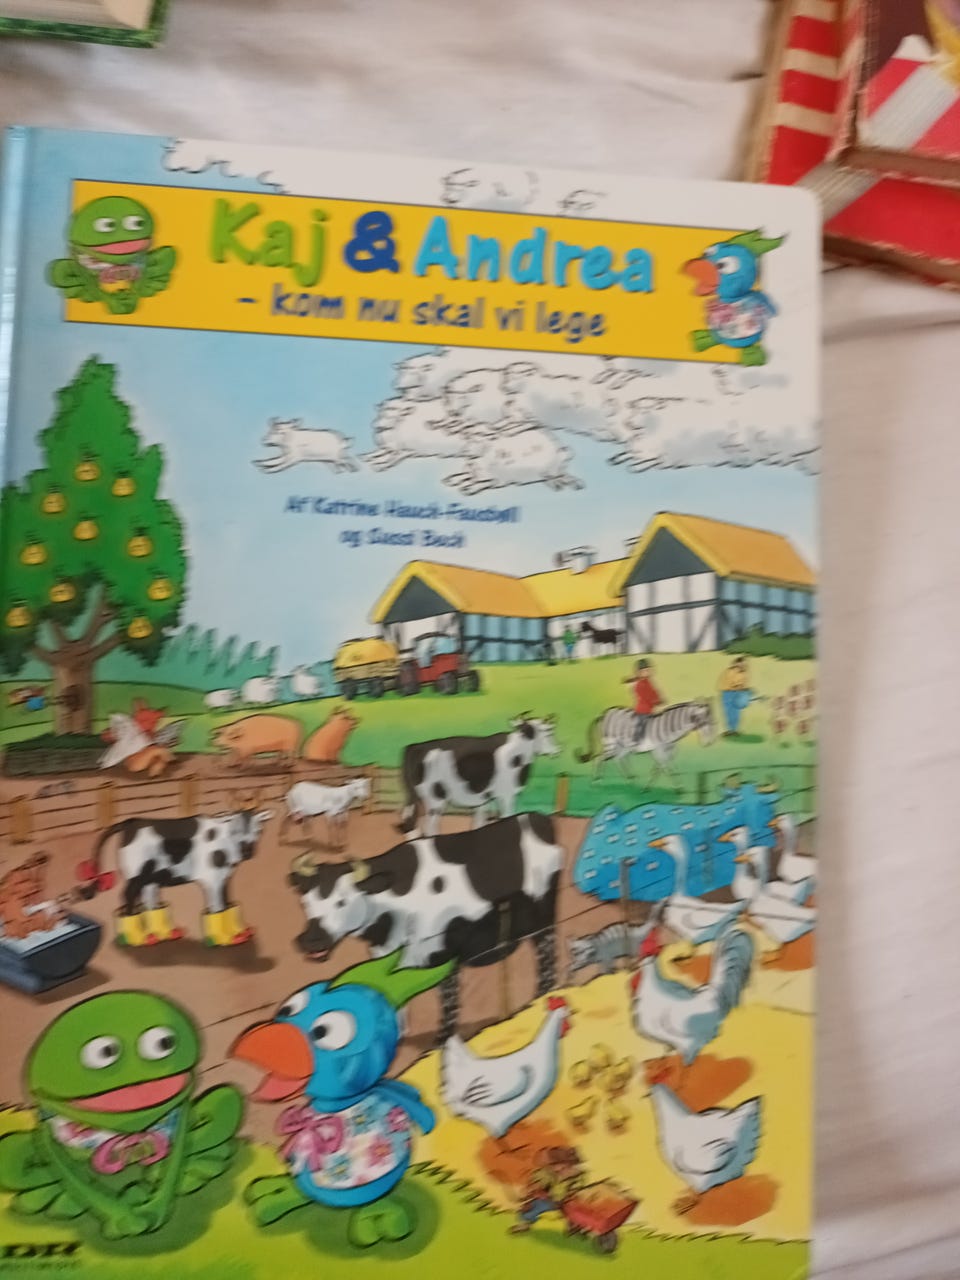 Kaj & Andrea
- kom nu skal vi lege
Af Katrine Hauch-Fausbøll
og Sussi Bech